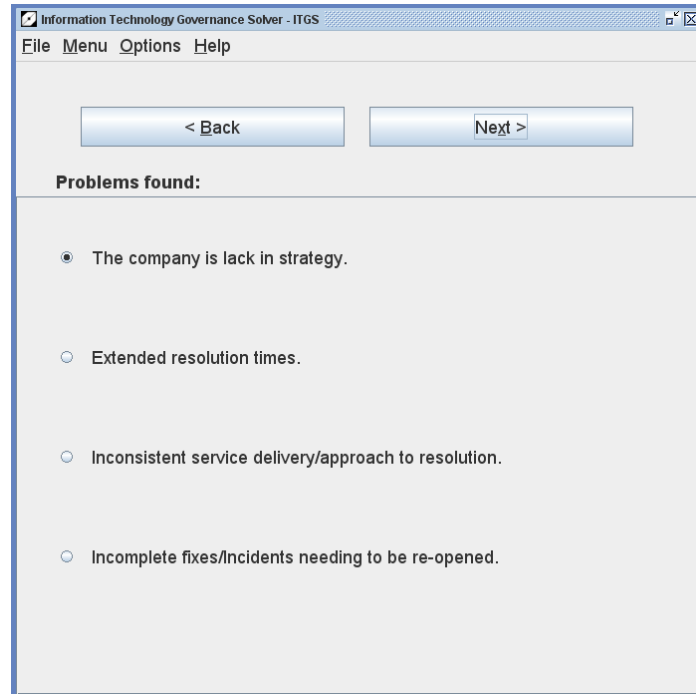 Information Technology Governance Solver - ITGS
File Menu Options Help
< Back Next >
Problems found:
The company is lack in strategy.
Extended resolution times.
Inconsistent service delivery/approach to resolution.
Incomplete fixes/Incidents needing to be re-opened.